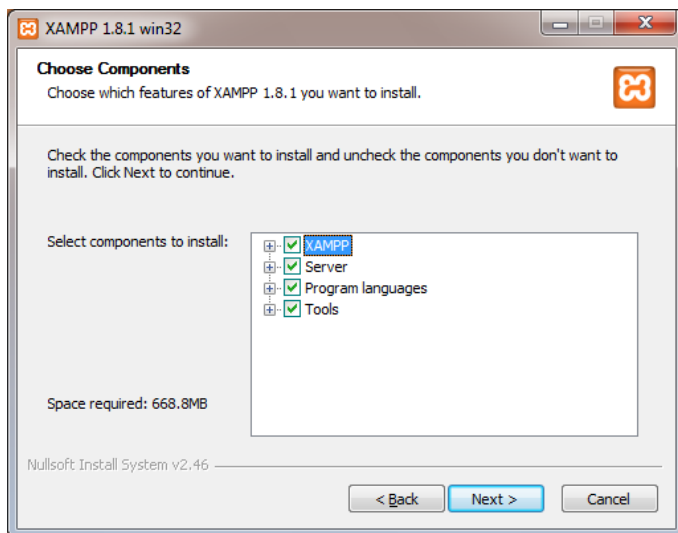 XAMPP 1.8.1 win32
Choose Components
Choose which features of XAMPP 1.8.1 you want to install.
Check the components you want to install and uncheck the components you don't want to
install. Click Next to continue.
Select components to install:
XAMPP
Server
Program languages
Tools
Space required: 668.8MB
Nullsoft Install System v2.46
< Back
Next >
Cancel